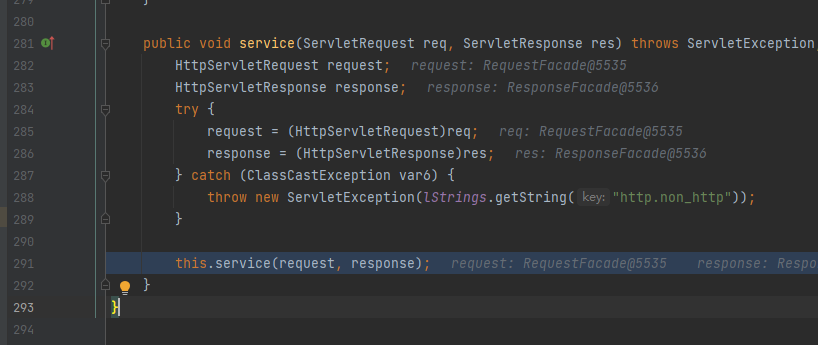 279 }
280
281 public void service(ServletRequest req, ServletResponse res) throws ServletException,
282 HttpServletRequest request; request: RequestFacade@5535
283 HttpServletResponse response; response: ResponseFacade@5536
284 try {
285 request = (HttpServletRequest)req; req: RequestFacade@5535
286 response = (HttpServletResponse)res; res: ResponseFacade@5536
287 } catch (ClassCastException var6) {
288 throw new ServletException(lStrings.getString( key: "http.non_http"));
289 }
290
291 this.service(request, response); request: RequestFacade@5535 response: Respo
292 }
293 }
294